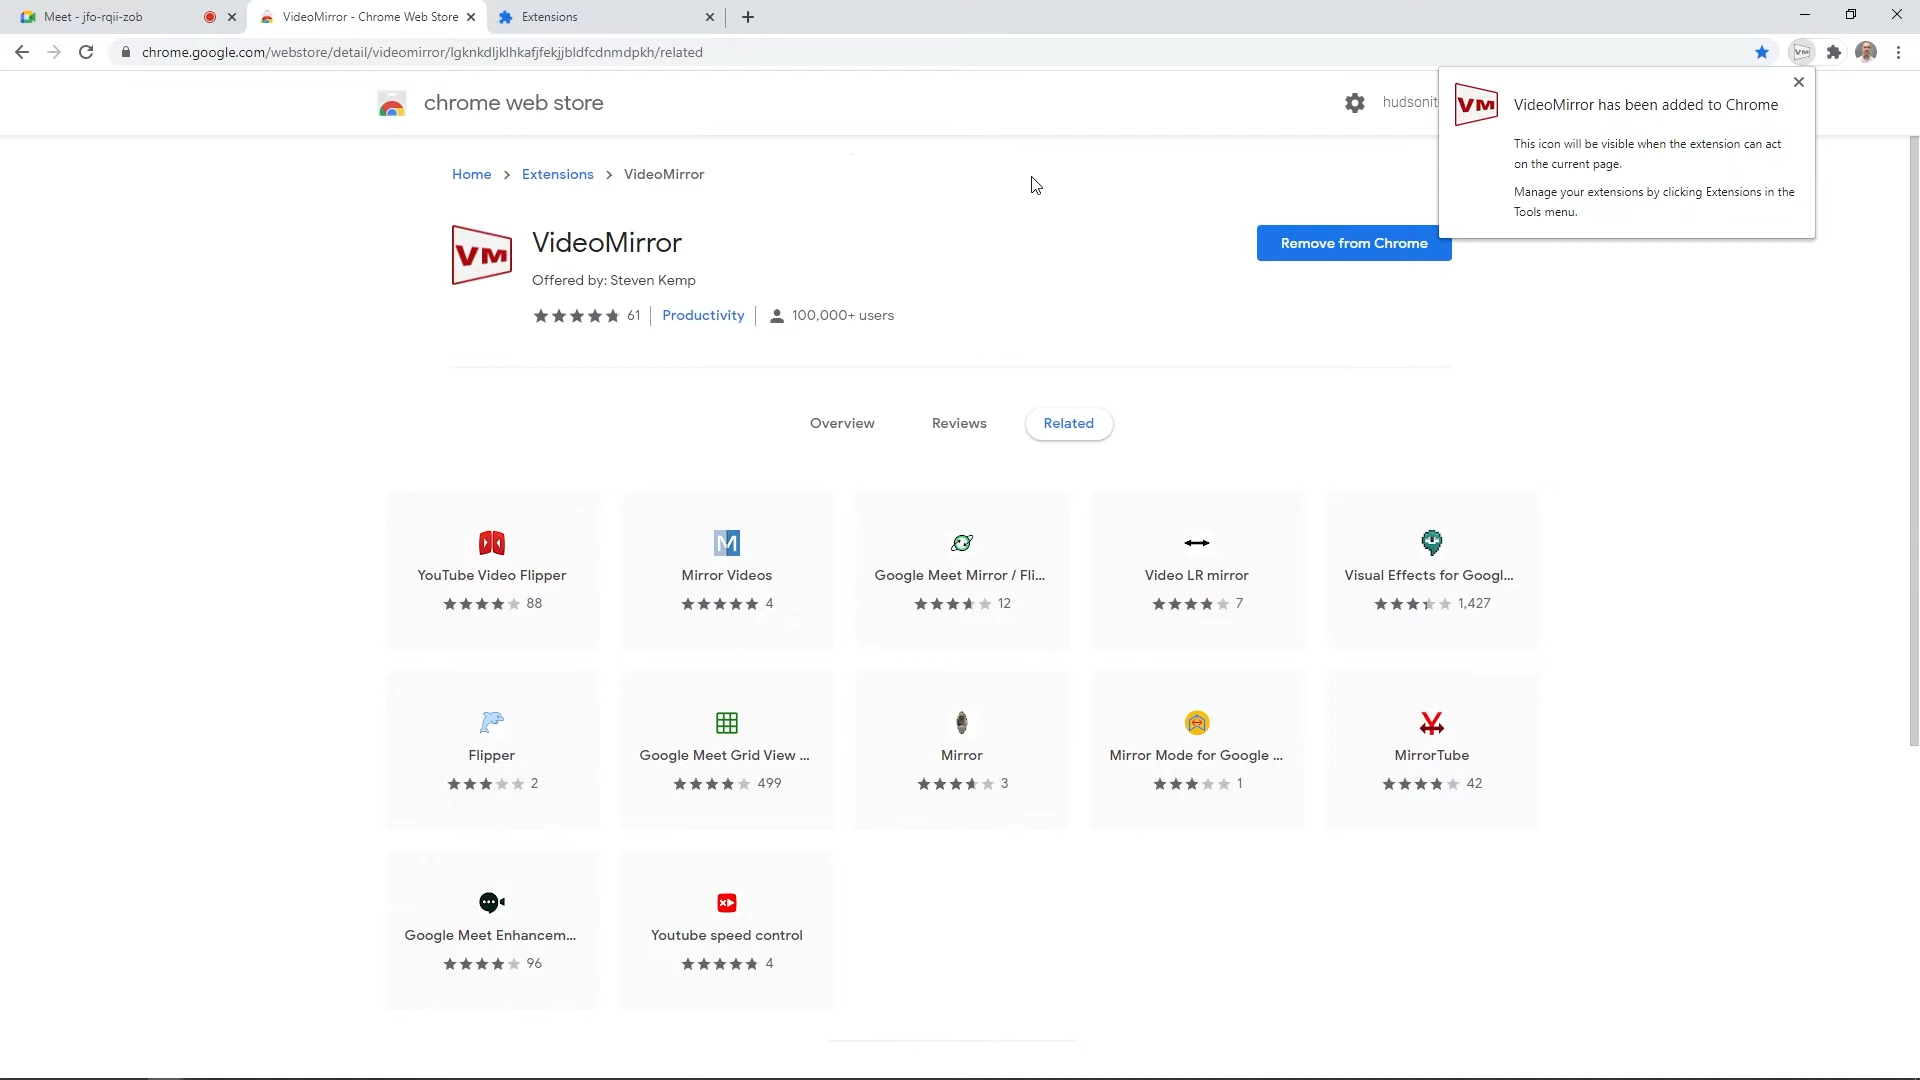 Meet - jfo-rqii-zob
VideoMirror - Chrome Web Store
Extensions
chrome.google.com/webstore/detail/videomirror/lgknkdljklhkafjfekjjbldfcdnmdpkh/related
VM
chrome web store
hudsonit
VM
VideoMirror has been added to Chrome
This icon will be visible when the extension can act
on the current page.
Manage your extensions by clicking Extensions in the
Tools menu.
Home > Extensions > VideoMirror
VM
VideoMirror
Remove from Chrome
Offered by: Steven Kemp
61
Productivity
100,000+ users
Overview
Reviews
Related
M
YouTube Video Flipper
Mirror Videos
Google Meet Mirror / Fli...
Video LR mirror
Visual Effects for Googl...
88
4
12
7
1,427
Flipper
Google Meet Grid View ...
Mirror
Mirror Mode for Google ...
MirrorTube
2
499
3
1
42
Google Meet Enhancem...
Youtube speed control
96
4